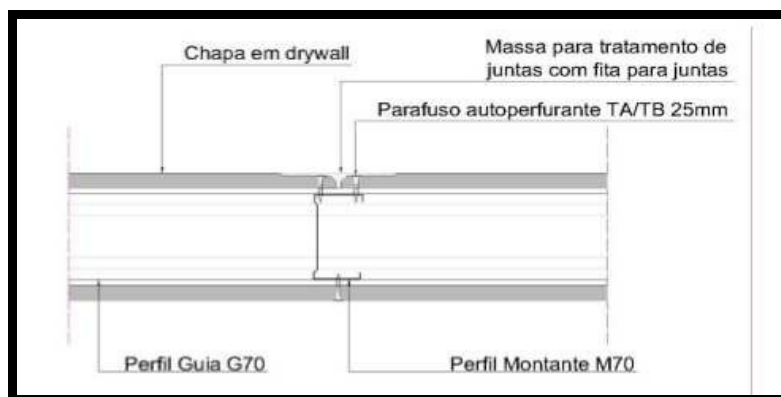 Chapa em drywall
Massa para tratamento de
juntas com fita para juntas
Parafuso autoperfurante TA/TB 25mm
Perfil Guia G70
Perfil Montante M70